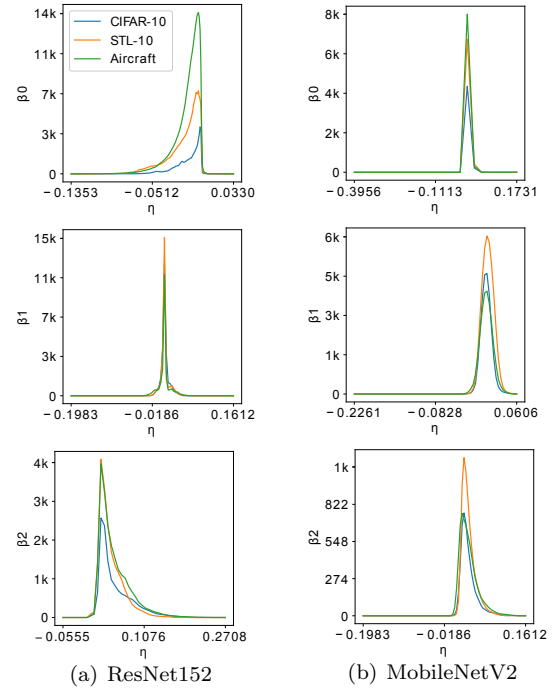 14k
11k
7k
3k
0
β0
CIFAR-10
STL-10
Aircraft
−0.1353
−0.0512
0.0330
η
8k
6k
4k
2k
0
β0
−0.3956
−0.1113
0.1731
η
15k
11k
7k
3k
0
β1
−0.1983
−0.0186
0.1612
η
6k
5k
3k
1k
0
β1
−0.2261
−0.0828
0.0606
η
4k
3k
2k
1k
0
β2
−0.0555
0.1076
0.2708
η
1k
822
548
274
0
β2
−0.1983
−0.0186
0.1612
η
(a) ResNet152
(b) MobileNetV2